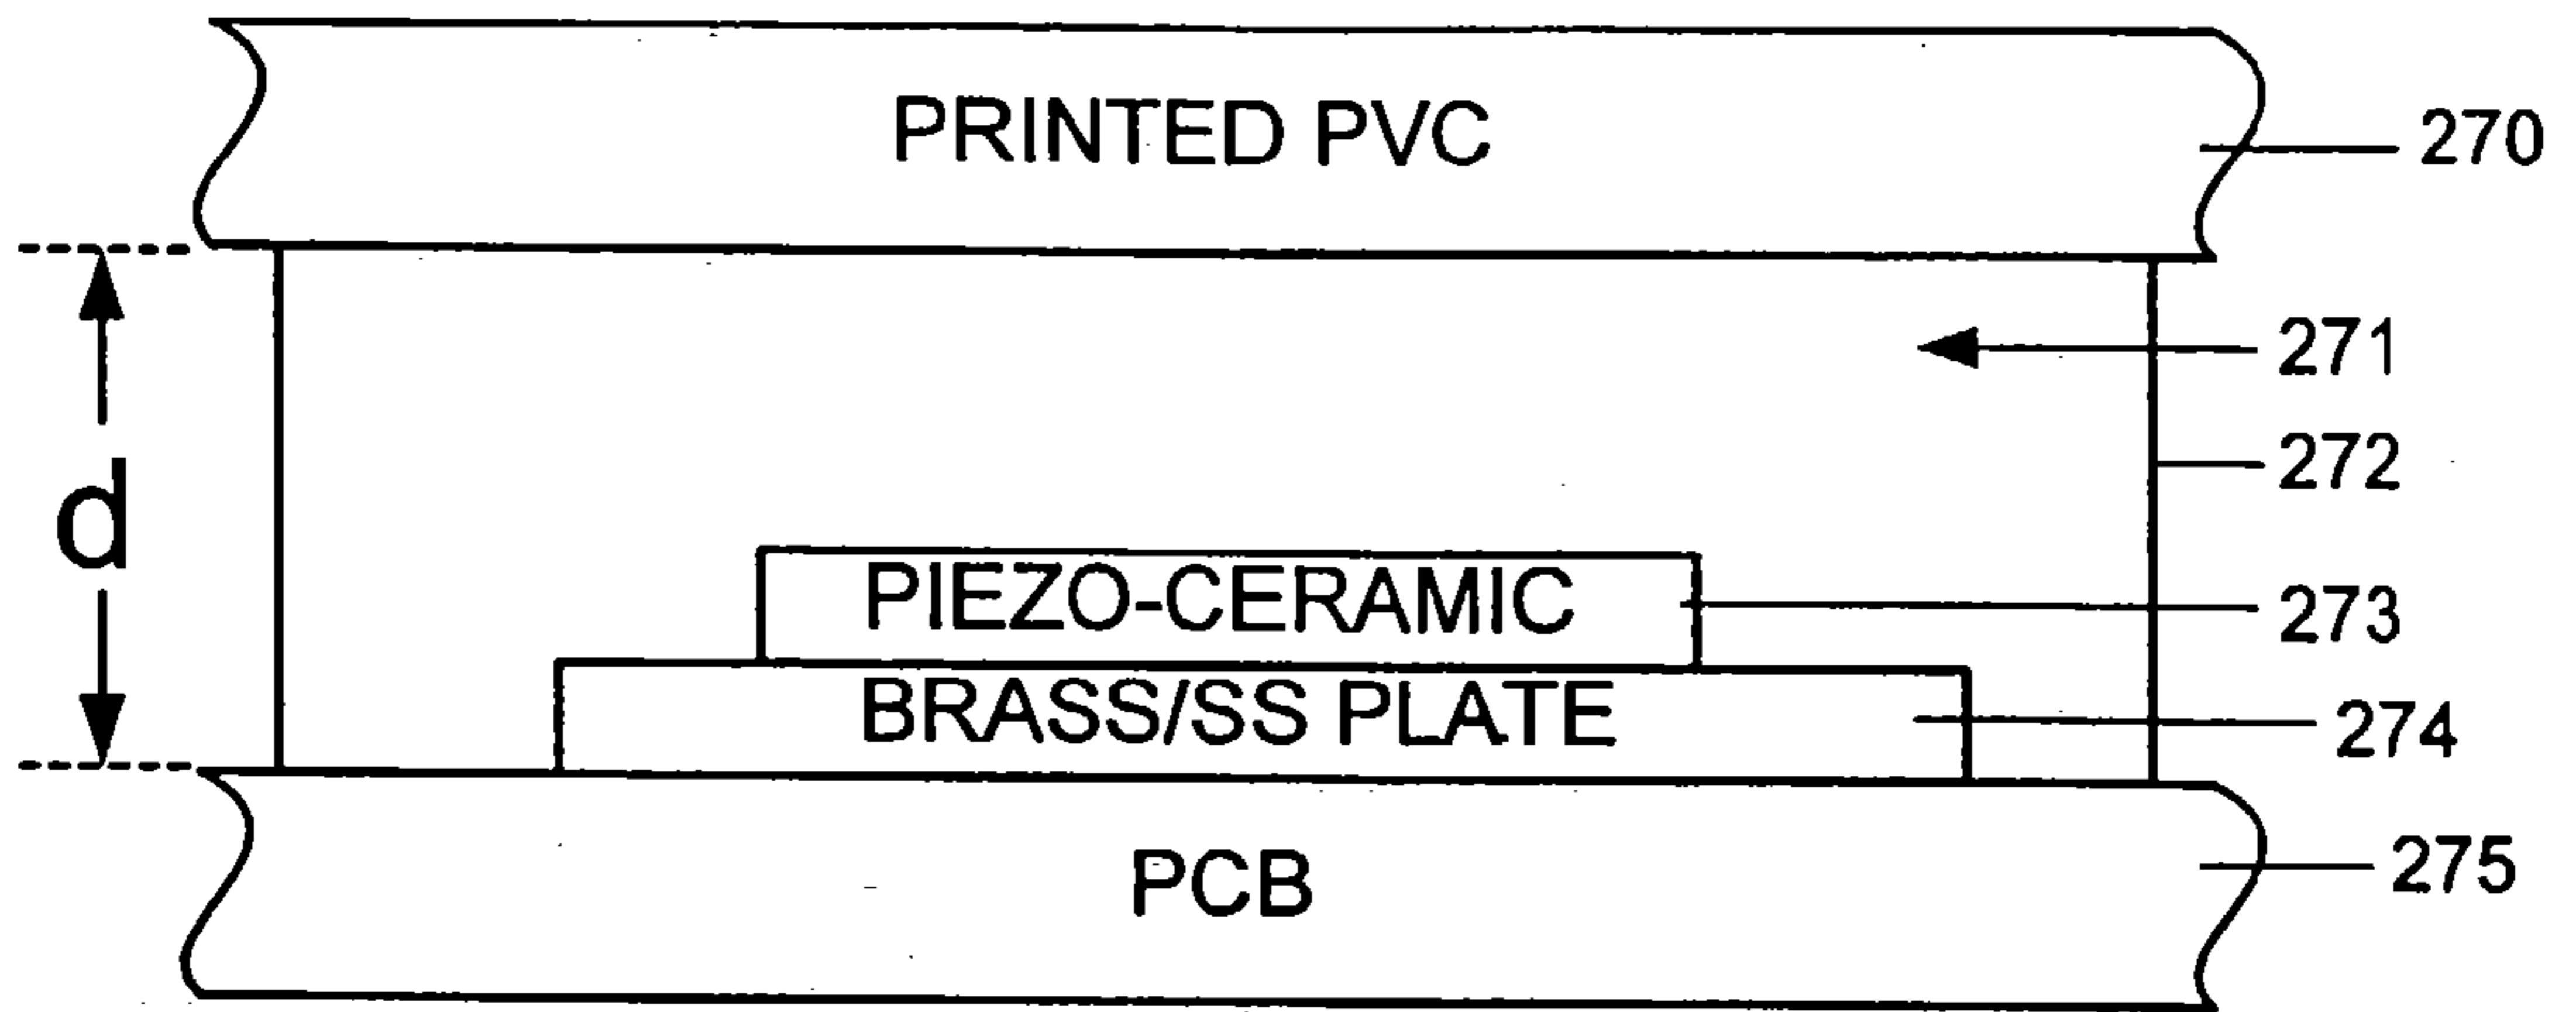 PRINTED PVC
270
271
272
d
PIEZO-CERAMIC
273
BRASS/SS PLATE
274
PCB
275